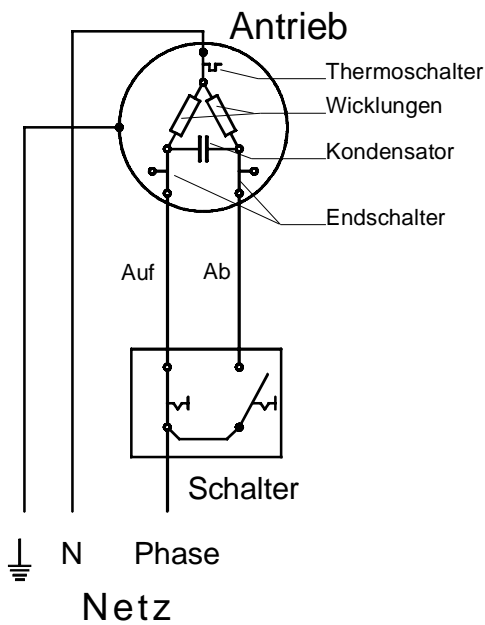 Antrieb
Thermoschalter
Wicklungen
Kondensator
Endschalter
Auf
Ab
Schalter
N
Phase
Netz